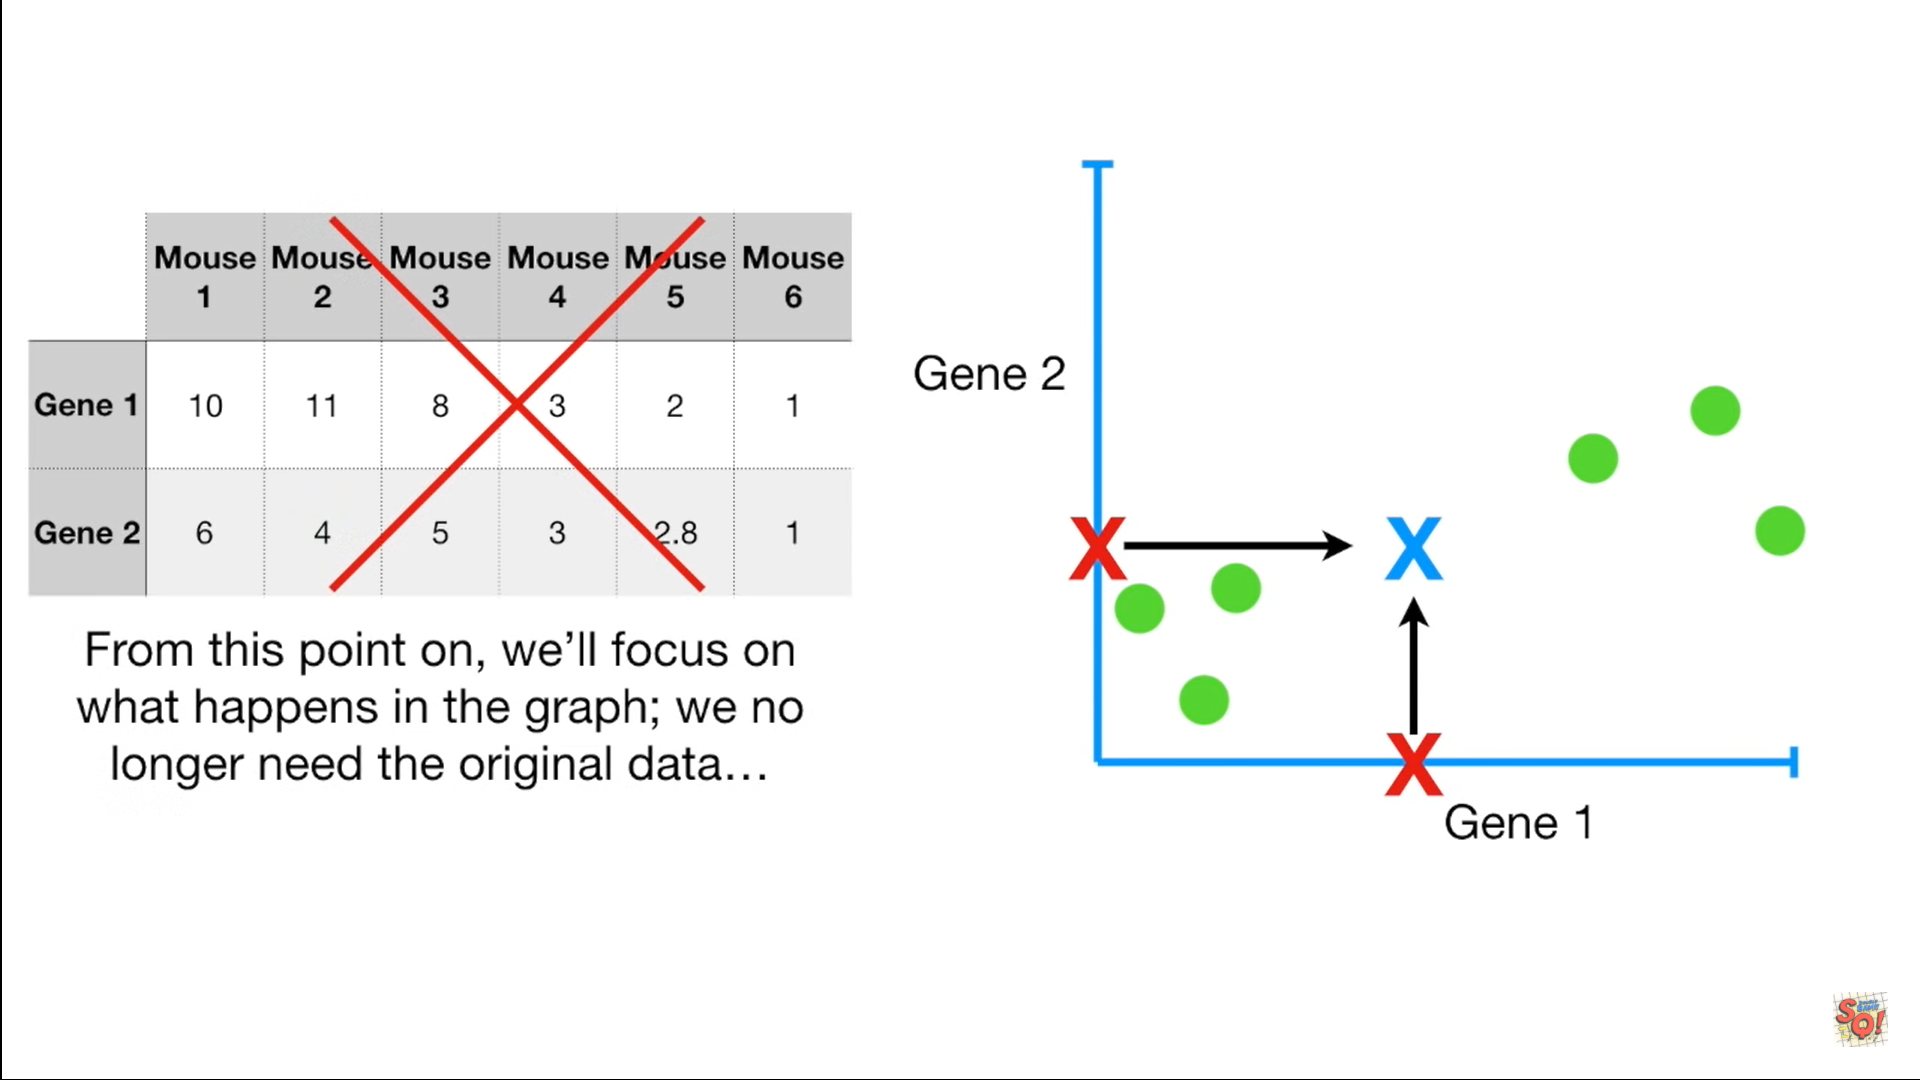 Mouse 1 Mouse 2 Mouse 3 Mouse 4 Mouse 5 Mouse 6
Gene 1 10 11 8 3 2 1
Gene 2 6 4 5 3 2.8 1
From this point on, we’ll focus on
what happens in the graph; we no
longer need the original data…
Gene 2
X
X
X
Gene 1
SQ!